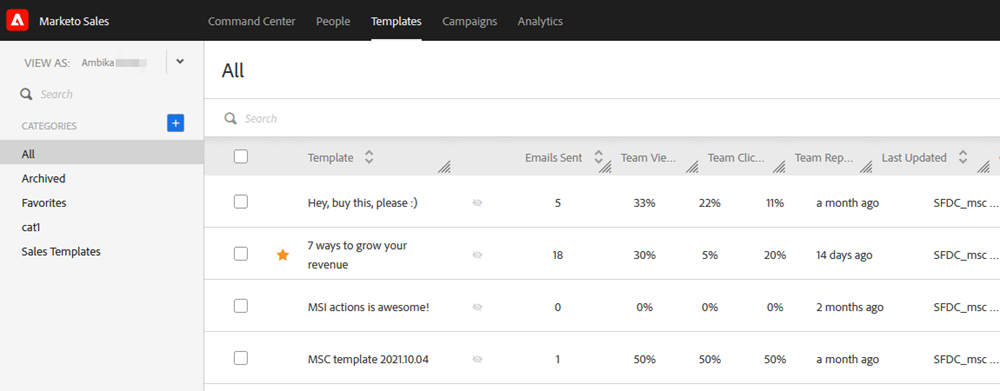 Marketo Sales Command Center People Templates Campaigns Analytics
VIEW AS: Ambika
All
Search
Search
CATEGORIES +
All
Archived
Favorites
cat1
Sales Templates
Template Emails Sent Team Vie... Team Clic... Team Rep... Last Updated
Hey, buy this, please :) 5 33% 22% 11% a month ago SFDC_msc ...
7 ways to grow your
revenue 18 30% 5% 20% 14 days ago SFDC_msc ...
MSI actions is awesome! 0 0% 0% 0% 2 months ago SFDC_msc ...
MSC template 2021.10.04 1 50% 50% 50% a month ago SFDC_msc ...